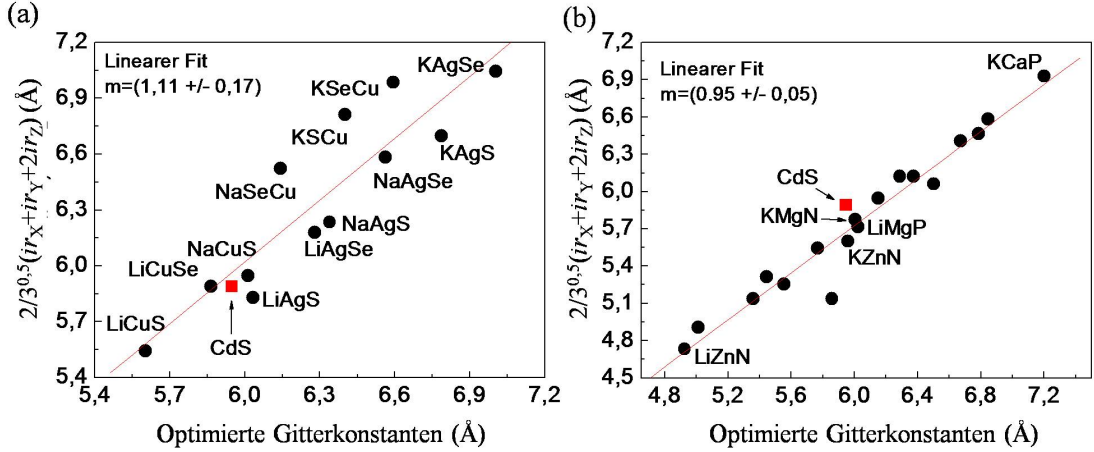 (a)
2/3^0,5(ir_X+ir_Y+2ir_Z) (Å)
7,2
6,9
6,6
6,3
6,0
5,7
5,4
Linearer Fit
m=(1,11 +/- 0,17)
KAgSe
KSeCu
KSCu
KAgS
NaAgSe
NaSeCu
NaAgS
LiAgSe
NaCuS
LiCuSe
LiAgS
LiCuS
CdS
5,4 5,7 6,0 6,3 6,6 6,9 7,2
Optimierte Gitterkonstanten (Å)
(b)
2/3^0,5(ir_X+ir_Y+2ir_Z) (Å)
7,2
6,9
6,6
6,3
6,0
5,7
5,4
5,1
4,8
4,5
Linearer Fit
m=(0.95 +/- 0,05)
KCaP
CdS
KMgN
LiMgP
KZnN
LiZnN
4,8 5,2 5,6 6,0 6,4 6,8 7,2
Optimierte Gitterkonstanten (Å)